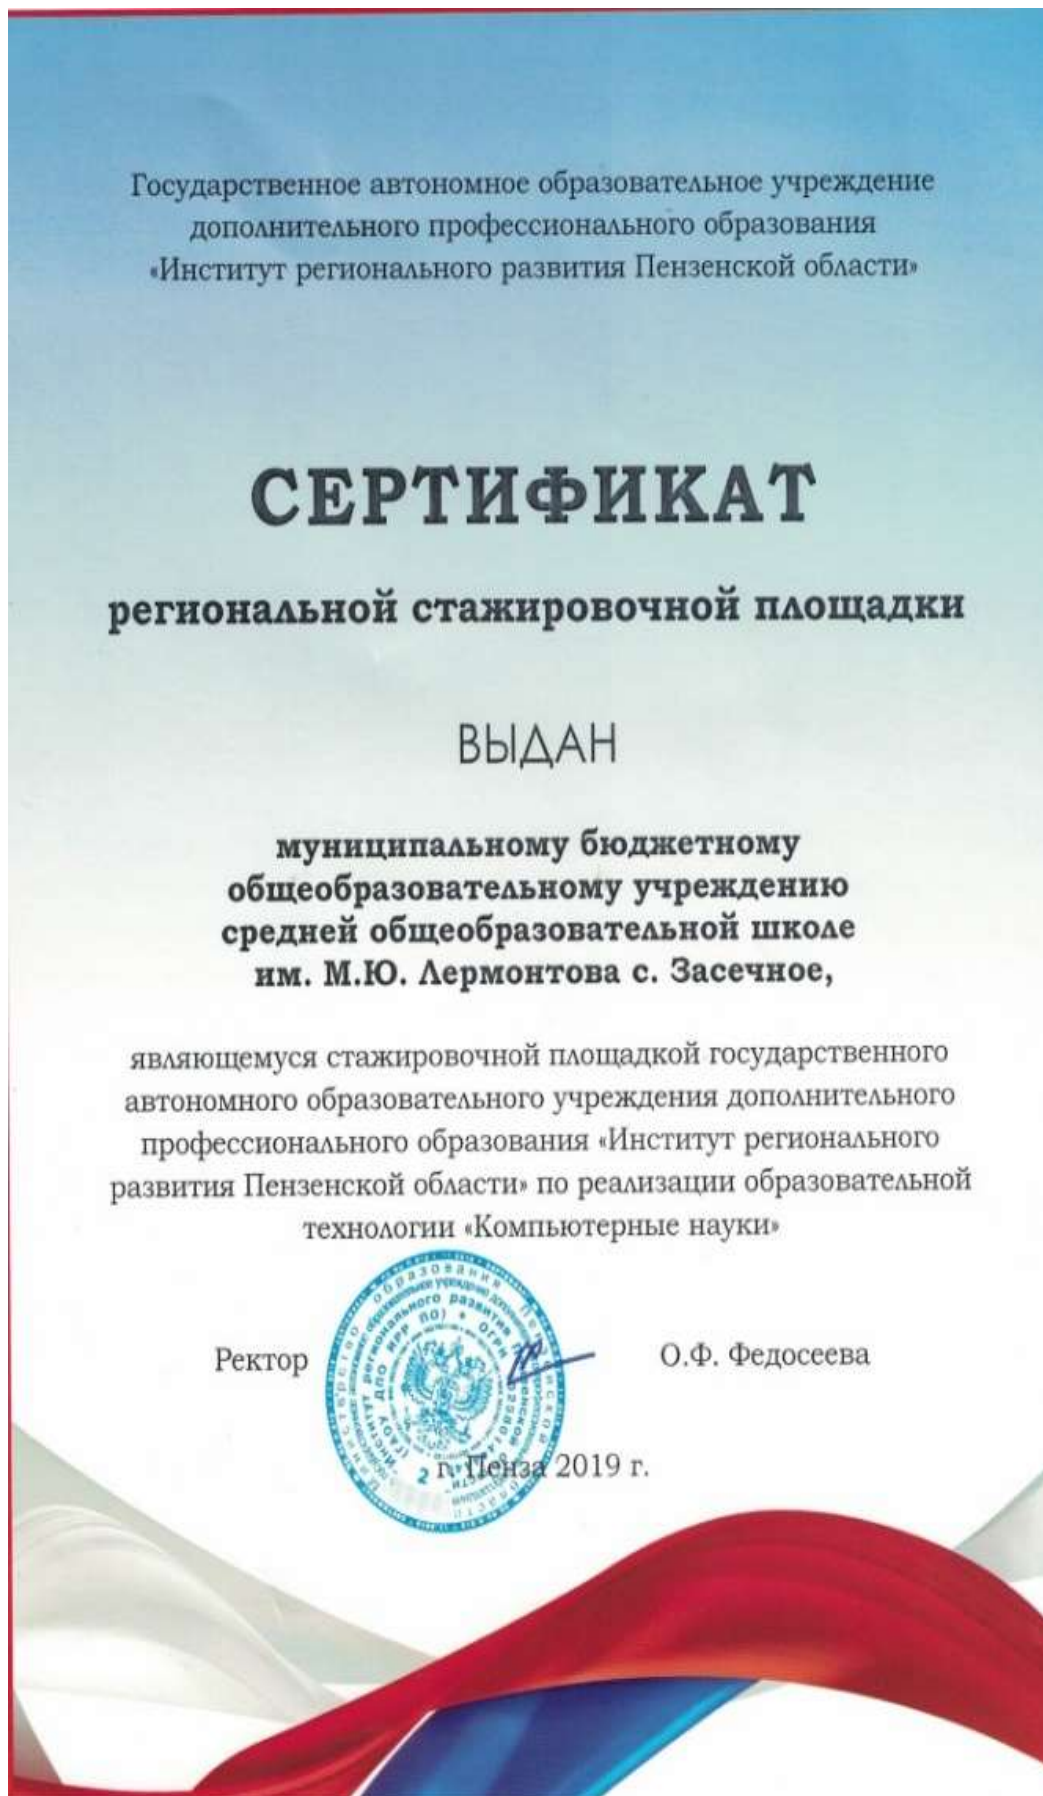 Государственное автономное образовательное учреждение
дополнительного профессионального образования
«Институт регионального развития Пензенской области»
СЕРТИФИКАТ
региональной стажировочной площадки
ВЫДАН
муниципальному бюджетному
общеобразовательному учреждению
средней общеобразовательной школе
им. М.Ю. Лермонтова с. Засечное,
являющемуся стажировочной площадкой государственного
автономного образовательного учреждения дополнительного
профессионального образования «Институт регионального
развития Пензенской области» по реализации образовательной
технологии «Компьютерные науки»
Ректор
О.Ф. Федосеева
г. Пенза 2019 г.